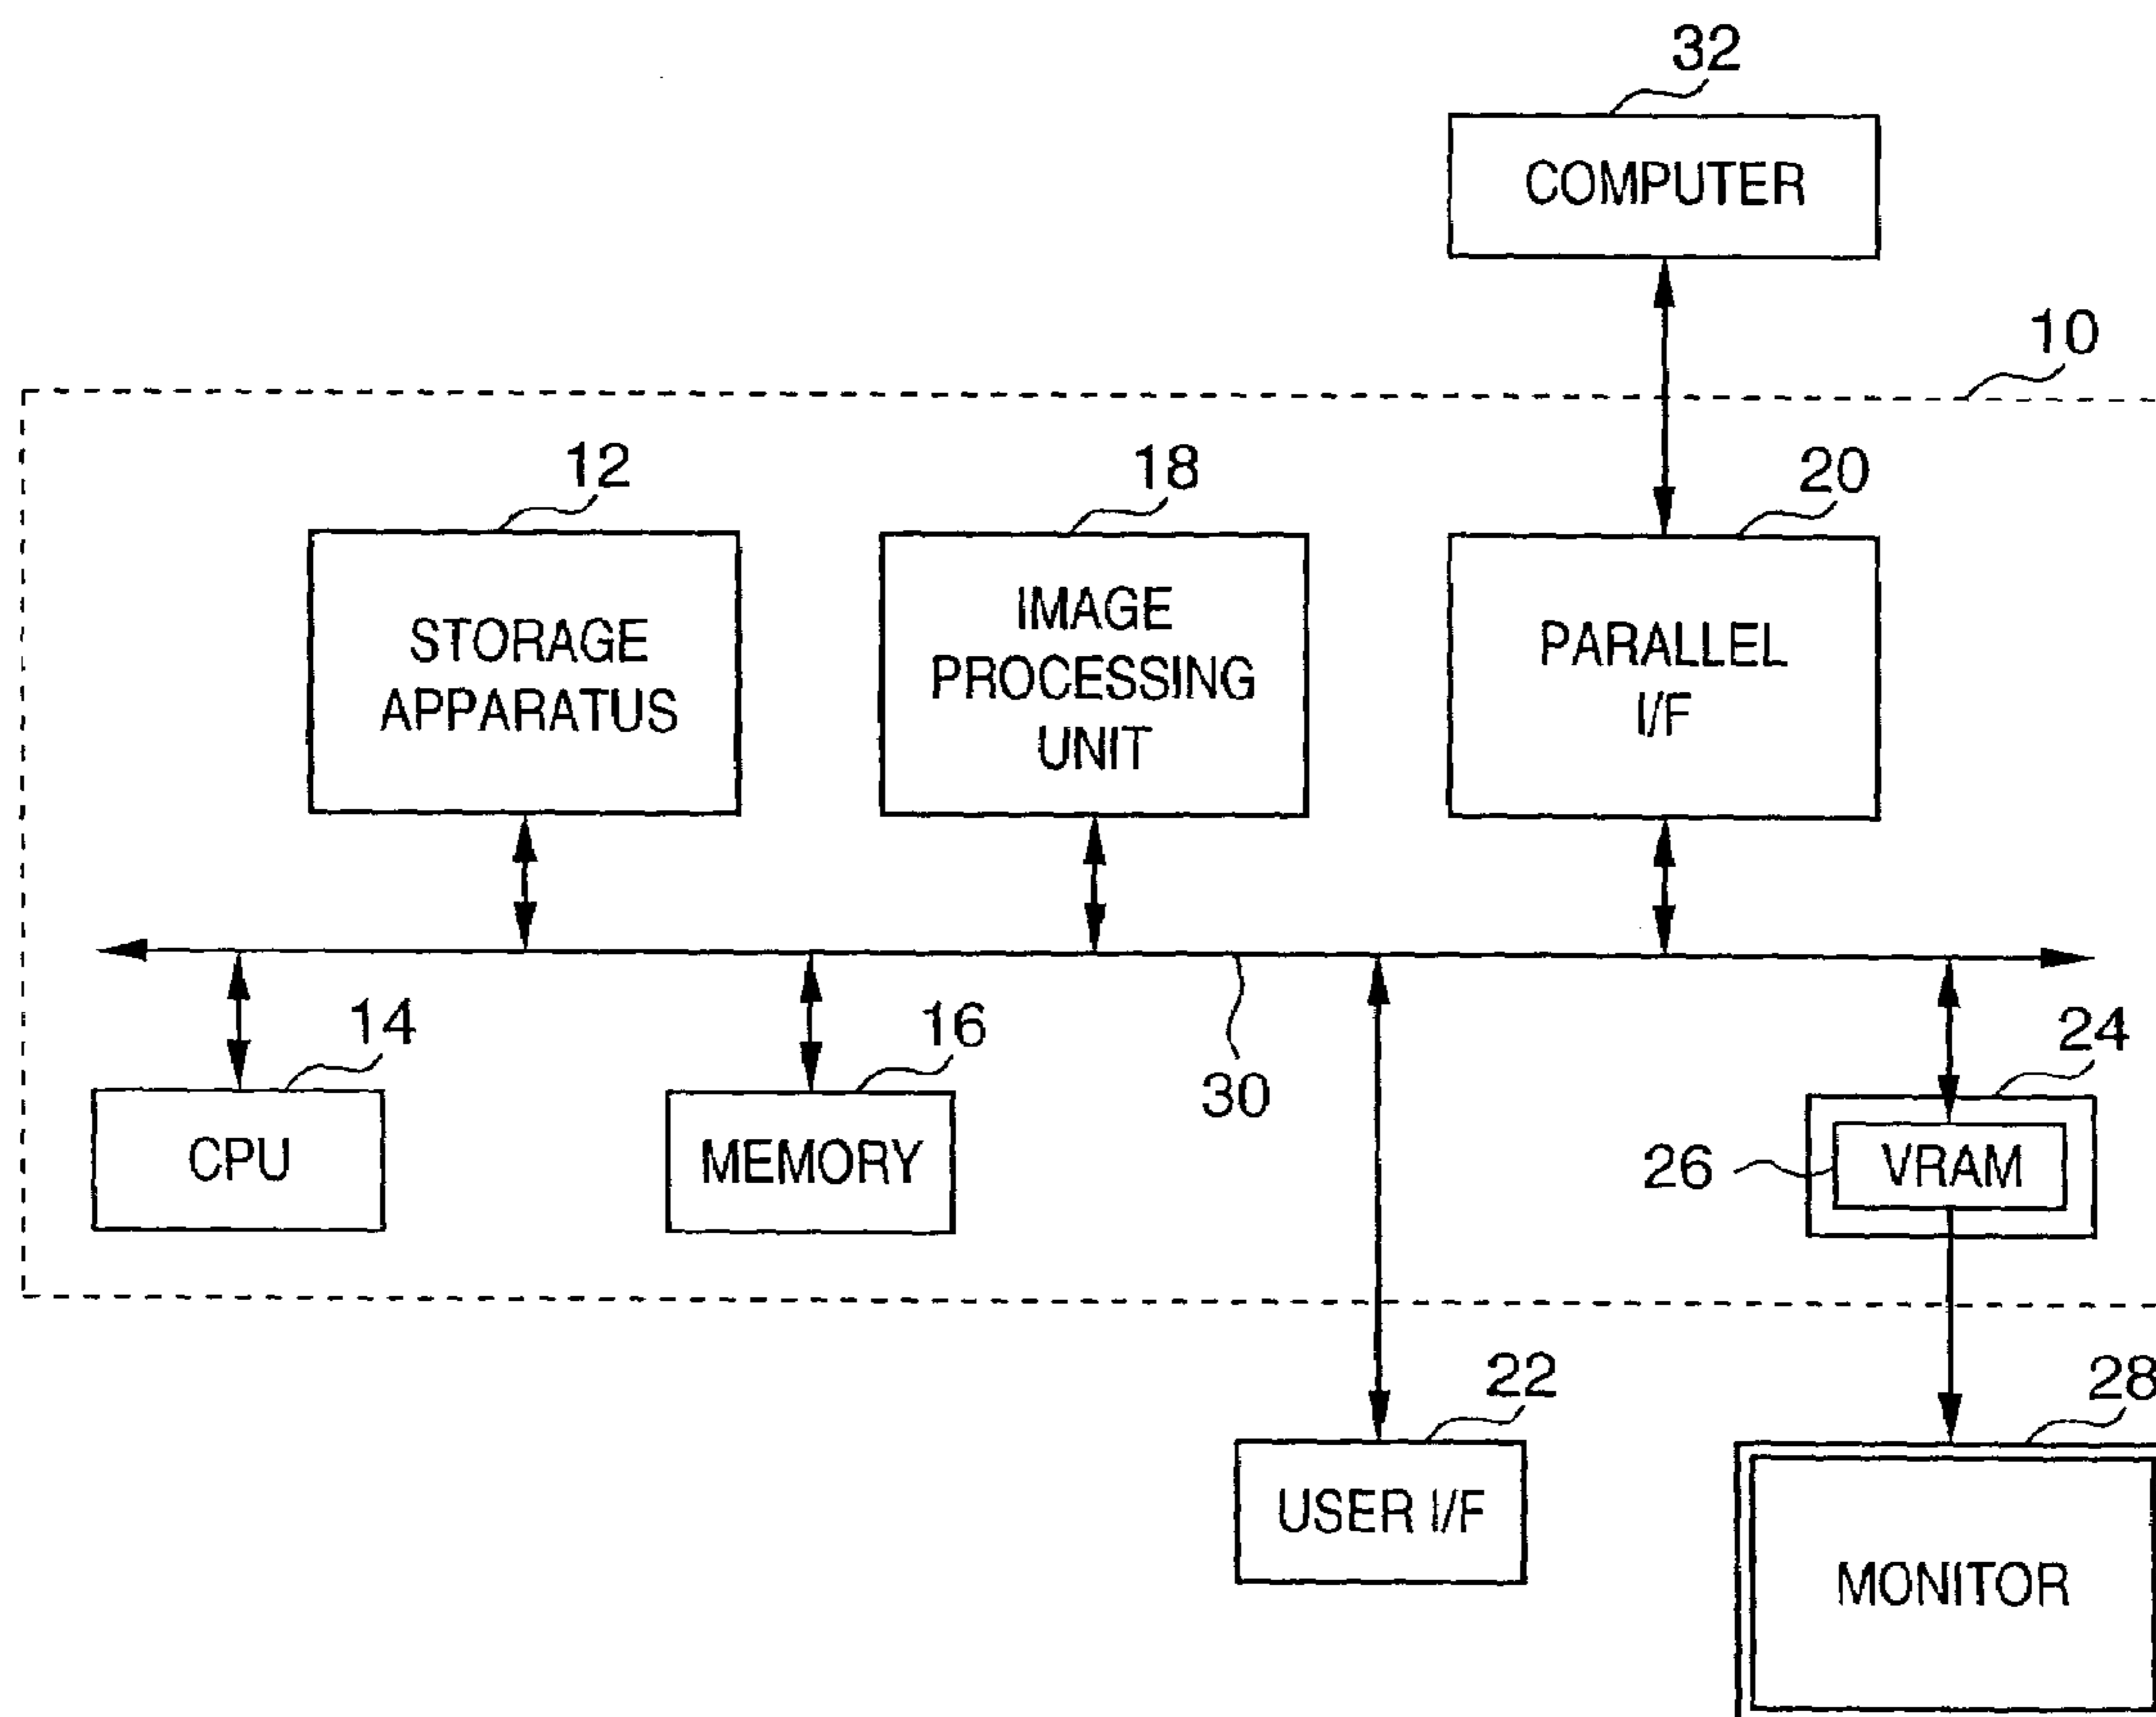 32
COMPUTER
10
12
18
20
STORAGE
APPARATUS
IMAGE
PROCESSING
UNIT
PARALLEL
I/F
14
16
30
24
CPU
MEMORY
26
VRAM
22
28
USER I/F
MONITOR